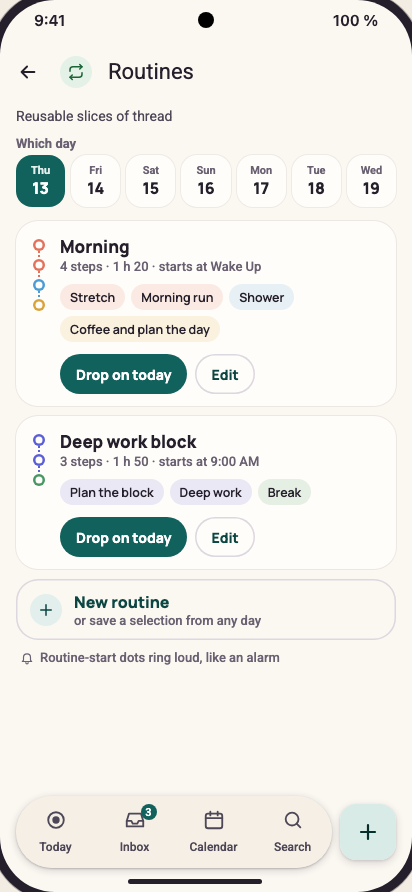 9:41
100 %
Routines
Reusable slices of thread
Which day
Thu
13
Fri
14
Sat
15
Sun
16
Mon
17
Tue
18
Wed
19
Morning
4 steps · 1 h 20 · starts at Wake Up
Stretch
Morning run
Shower
Coffee and plan the day
Drop on today
Edit
Deep work block
3 steps · 1 h 50 · starts at 9:00 AM
Plan the block
Deep work
Break
Drop on today
Edit
New routine
or save a selection from any day
Routine-start dots ring loud, like an alarm
3
Today
Inbox
Calendar
Search